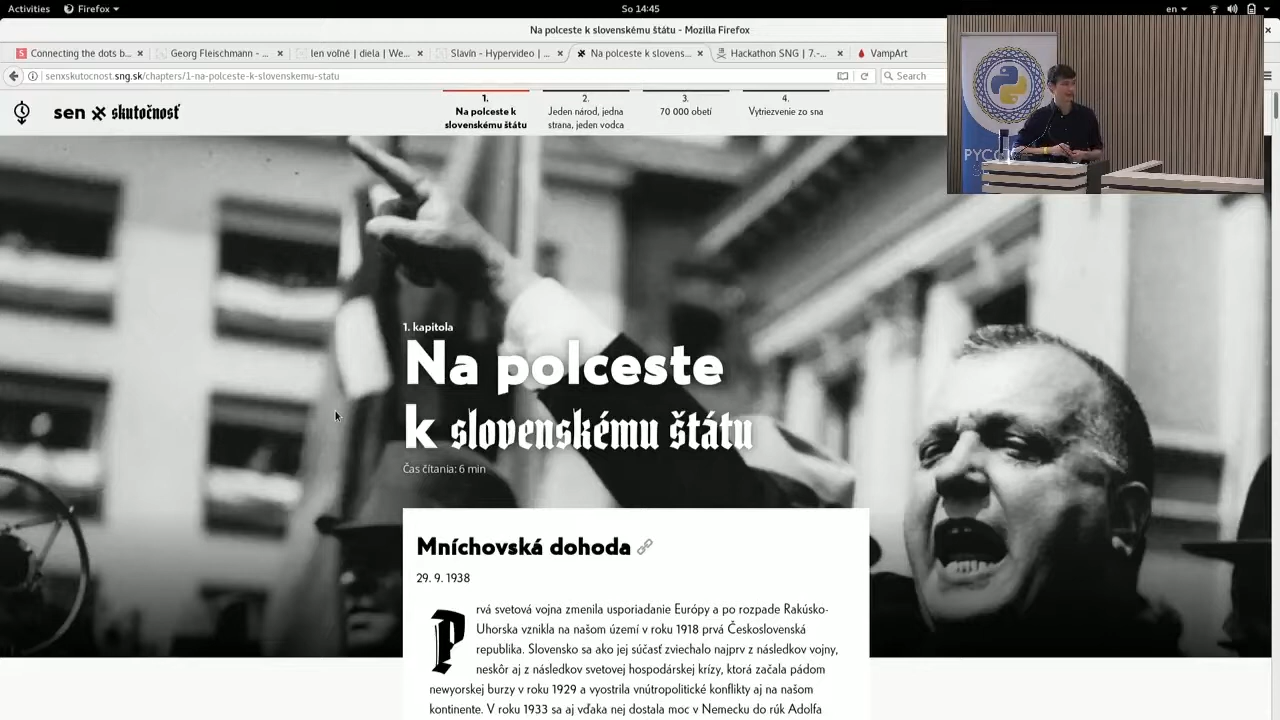 Activities
Firefox
So 14:45
en
Na polceste k slovenskému štátu - Mozilla Firefox
Connecting the dots b...
Georg Fleischmann - ...
len voľné | diela | We...
Slavín - Hypervideo | ...
Na polceste k slovens...
Hackathon SNG | 7.-...
VampArt
senxskutocnost.sng.sk/chapters/1-na-polceste-k-slovenskemu-statu
Search
sen x skutočnosť
1.
Na polceste k
slovenskému štátu
2.
Jeden národ, jedna
strana, jeden vodca
3.
70 000 obetí
4.
Vytriezvenie zo sna
PYCO
1. kapitola
Na polceste
k slovenskému štátu
Čas čítania: 6 min
Mníchovská dohoda
29. 9. 1938
Prvá svetová vojna zmenila usporiadanie Európy a po rozpade Rakúsko-
Uhorska vznikla na našom území v roku 1918 prvá Československá
republika. Slovensko sa ako jej súčasť zviechalo najprv z následkov vojny,
neskôr aj z následkov svetovej hospodárskej krízy, ktorá začala pádom
newyorskej burzy v roku 1929 a vyostrila vnútropolitické konflikty aj na našom
kontinente. V roku 1933 sa aj vďaka nej dostala moc v Nemecku do rúk Adolfa